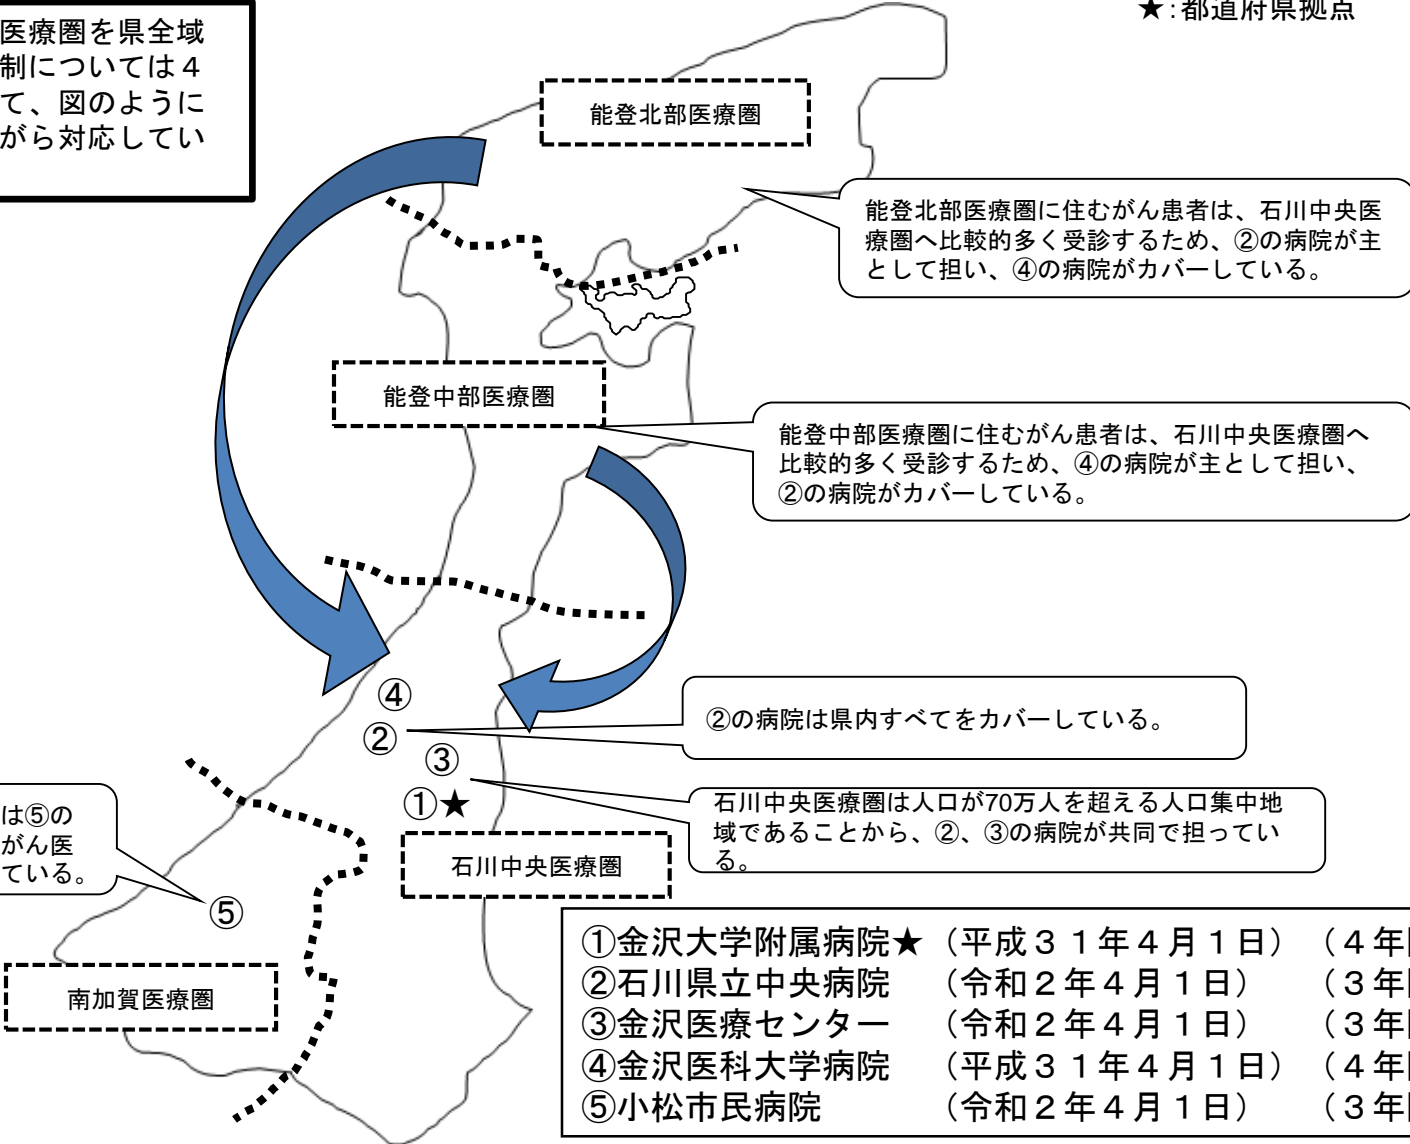 ★:都道府県拠点
医療圏を県全域
制については４
て、図のように
がら対応してい
能登北部医療圏
能登北部医療圏に住むがん患者は、石川中央医
療圏へ比較的多く受診するため、②の病院が主
として担い、④の病院がカバーしている。
能登中部医療圏
能登中部医療圏に住むがん患者は、石川中央医療圏へ
比較的多く受診するため、④の病院が主として担い、
②の病院がカバーしている。
④
②
②の病院は県内すべてをカバーしている。
③
①★
石川中央医療圏は人口が70万人を超える人口集中地
域であることから、②、③の病院が共同で担ってい
る。
は⑤の
がん医
ている。
石川中央医療圏
⑤
南加賀医療圏
①金沢大学附属病院★（平成３１年４月１日）（４年
②石川県立中央病院　（令和２年４月１日）　（３年
③金沢医療センター　（令和２年４月１日）　（３年
④金沢医科大学病院　（平成３１年４月１日）（４年
⑤小松市民病院　　　（令和２年４月１日）　（３年